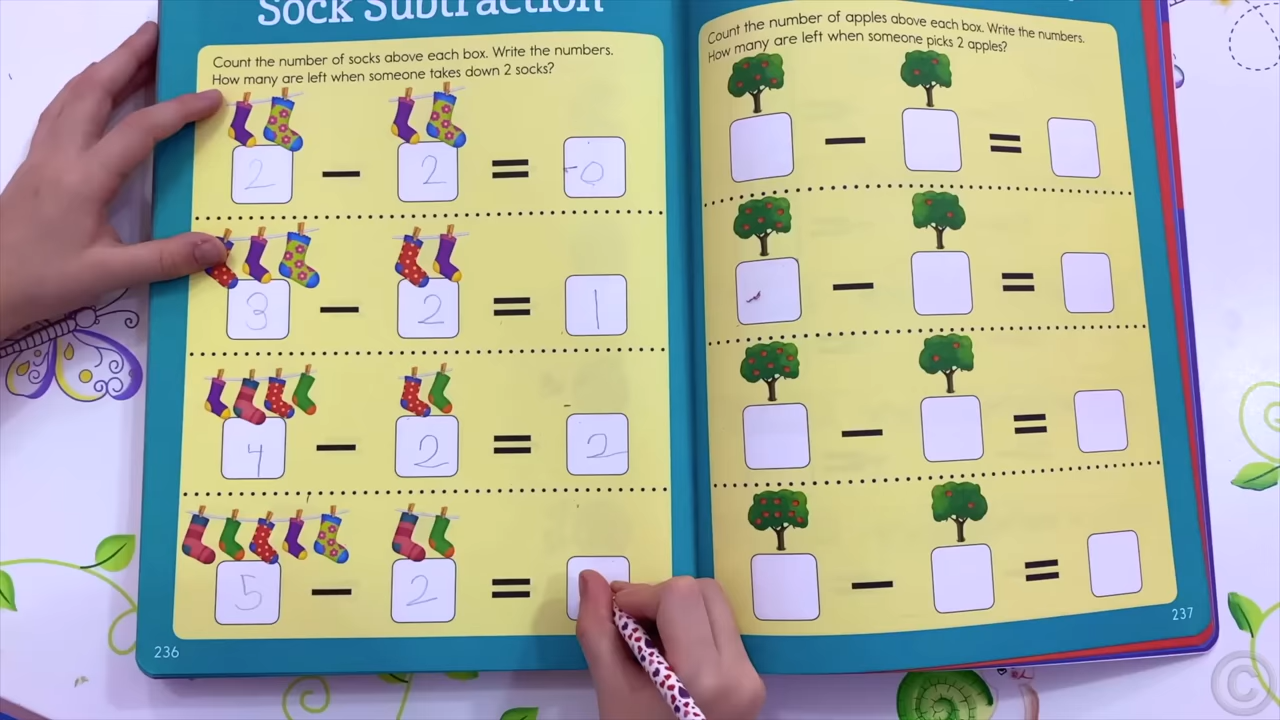 Sock Subtraction
Count the number of socks above each box. Write the numbers.
How many are left when someone takes down 2 socks?
2 − 2 = 0
3 − 2 = 1
4 − 2 = 2
5 − 2 =
236
Count the number of apples above each box. Write the numbers.
How many are left when someone picks 2 apples?
− =
− =
− =
− =
237
©